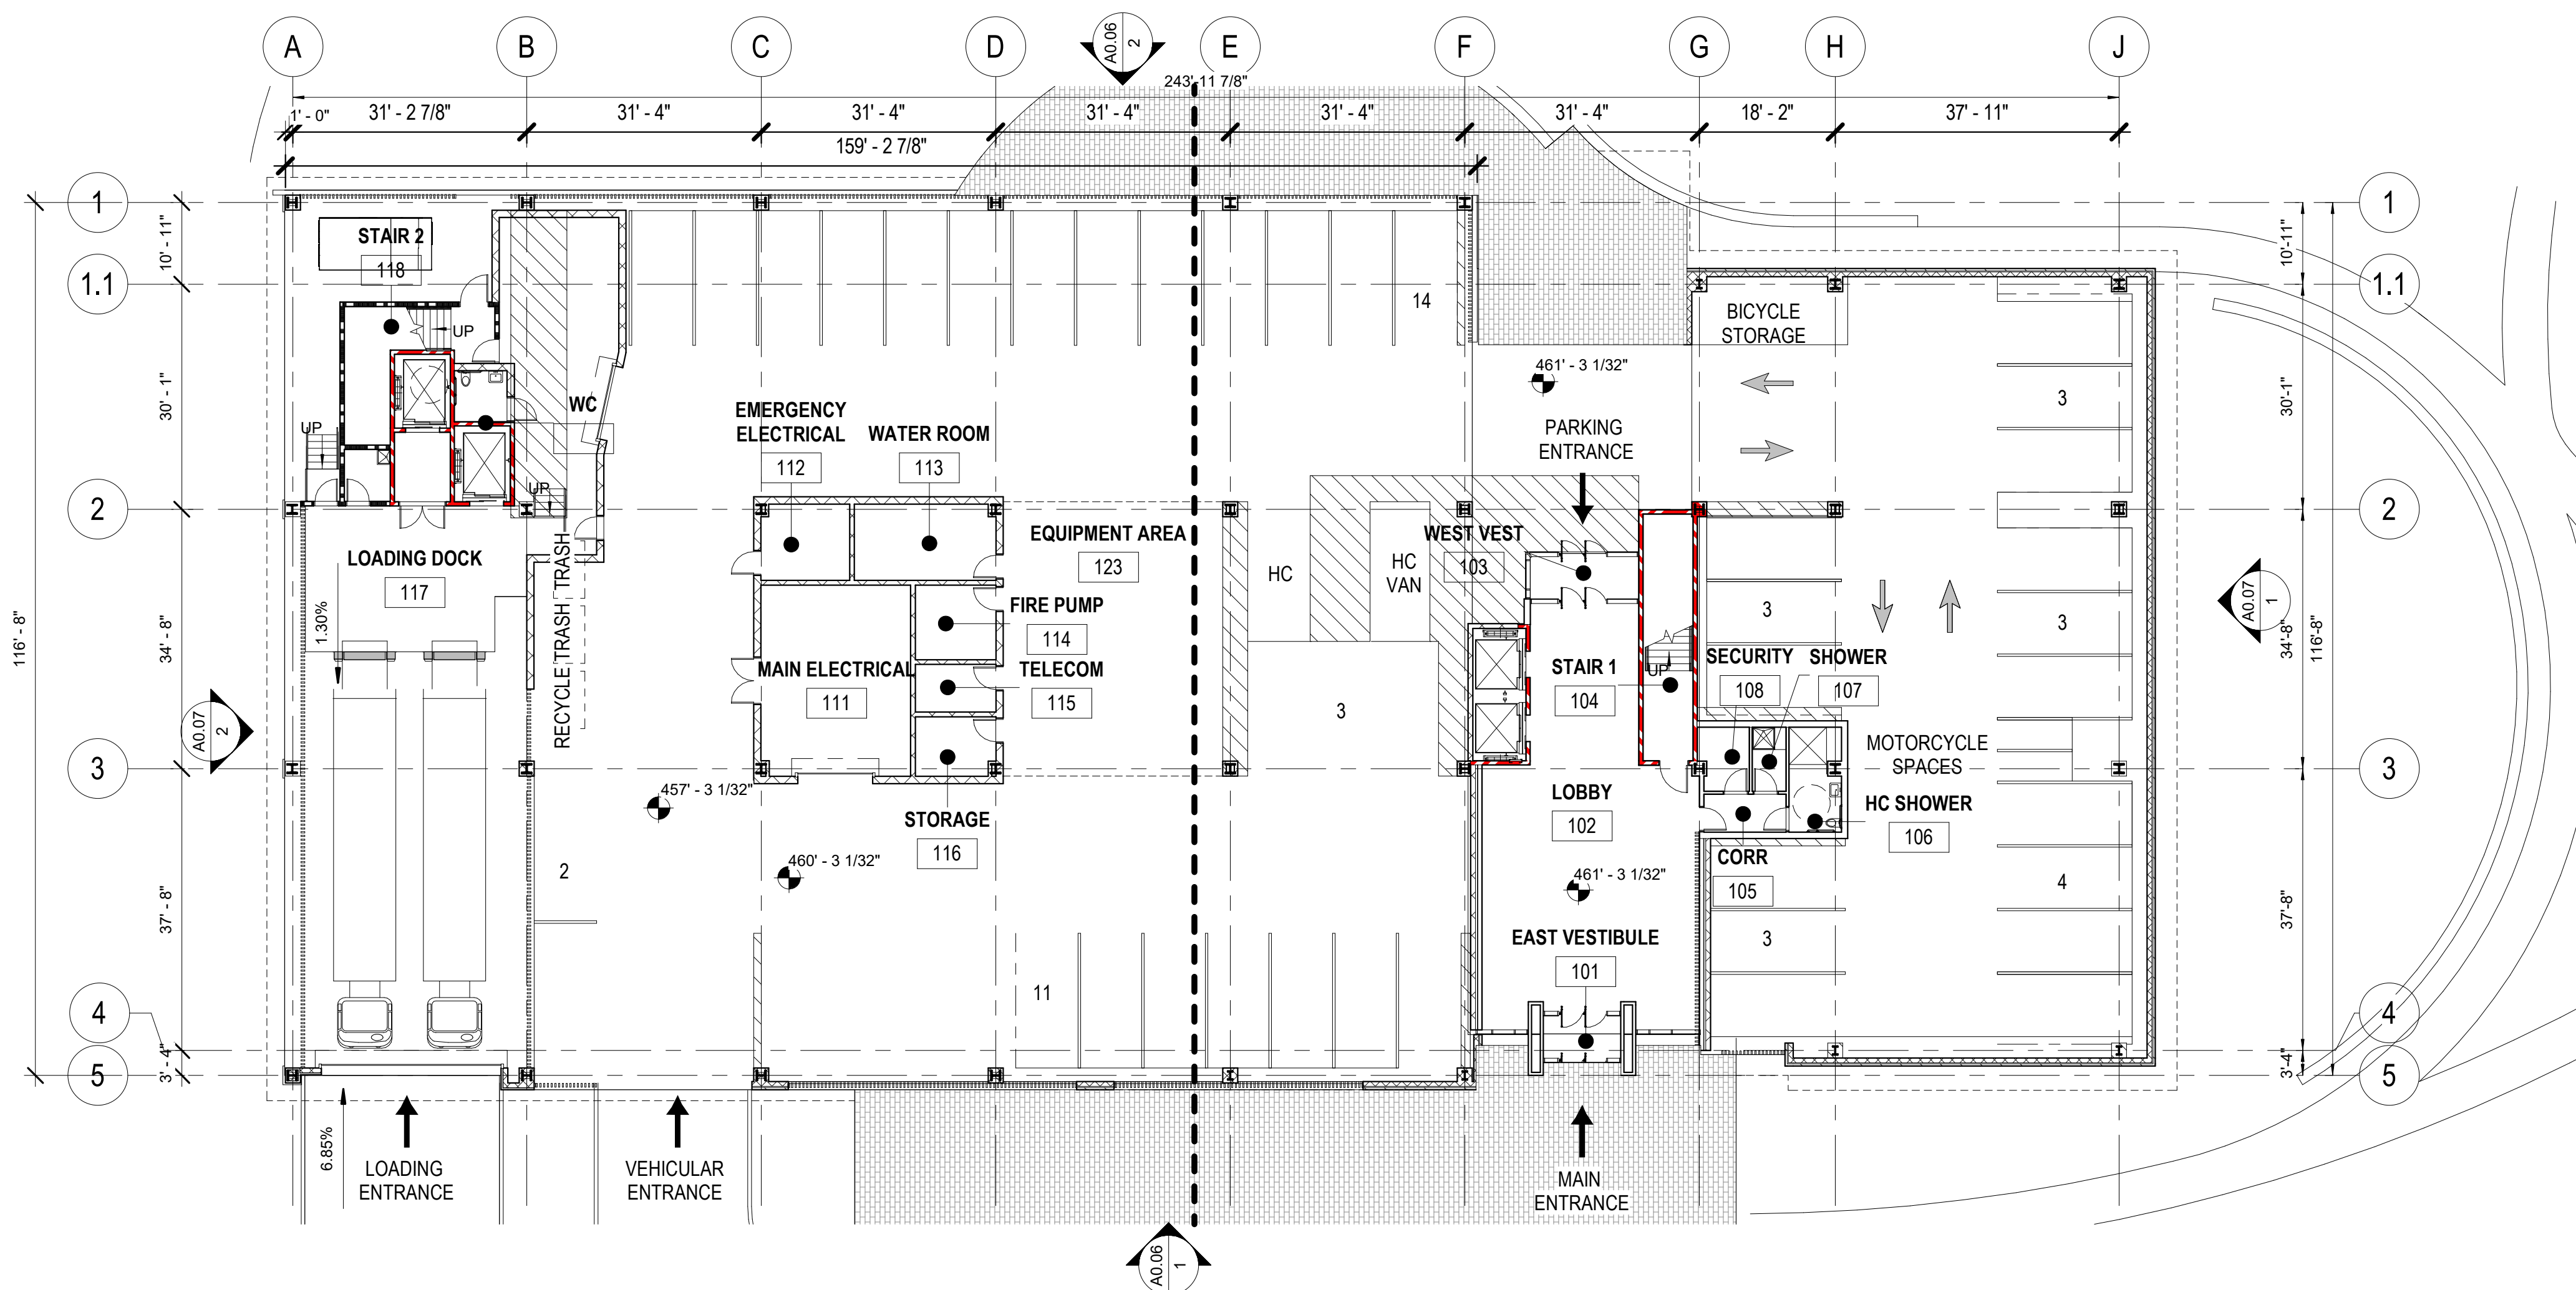 A B C D E F G H J
A0.06
2
243'-11 7/8"
1' - 0"
31' - 2 7/8"
31' - 4"
31' - 4"
31' - 4"
31' - 4"
31' - 4"
18' - 2"
37' - 11"
159' - 2 7/8"
1
1.1
2
3
4
5
116' - 8"
10' - 11"
30' - 1"
34' - 8"
37' - 8"
3' - 4"
A0.07
2
STAIR 2
118
UP
UP
UP
WC
LOADING DOCK
117
1.30%
RECYCLE TRASH TRASH
EMERGENCY
ELECTRICAL
112
WATER ROOM
113
EQUIPMENT AREA
123
FIRE PUMP
114
MAIN ELECTRICAL
111
TELECOM
115
STORAGE
116
457' - 3 1/32"
460' - 3 1/32"
2
11
14
3
HC
HC
VAN
461' - 3 1/32"
PARKING
ENTRANCE
WEST VEST
103
STAIR 1
104
UP
LOBBY
102
461' - 3 1/32"
EAST VESTIBULE
101
BICYCLE
STORAGE
SECURITY
108
SHOWER
107
MOTORCYCLE
SPACES
HC SHOWER
106
CORR
105
3
3
3
3
4
1
1.1
2
3
4
5
10'-11"
30'-1"
34'-8"
116'-8"
37'-8"
3'-4"
A0.07
1
6.85%
LOADING
ENTRANCE
VEHICULAR
ENTRANCE
MAIN
ENTRANCE
A0.06
1